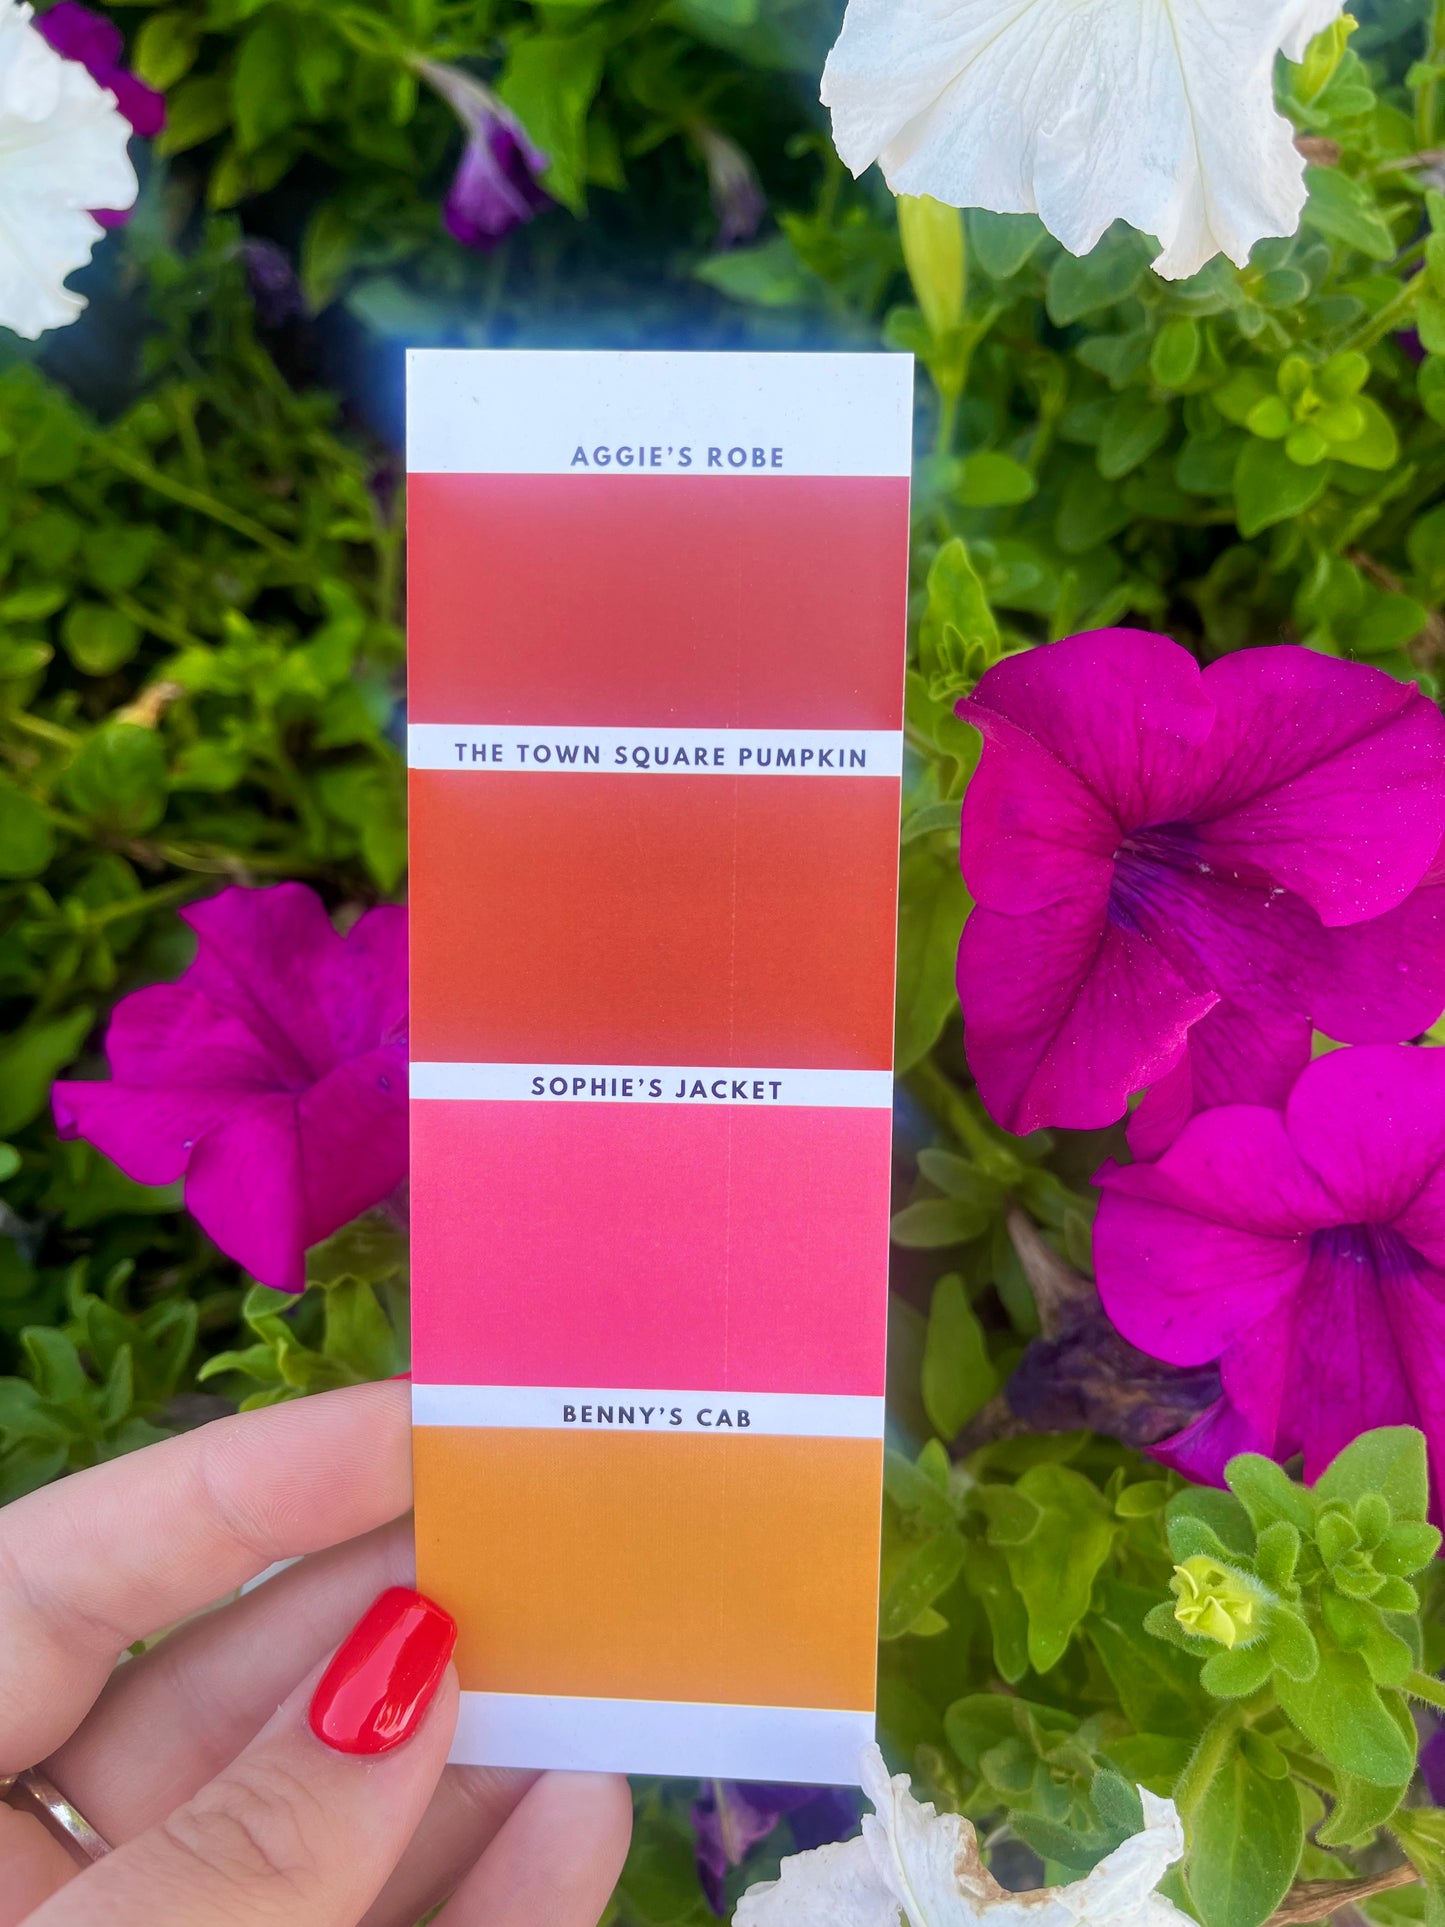 AGGIE’S ROBE
THE TOWN SQUARE PUMPKIN
SOPHIE’S JACKET
BENNY’S CAB